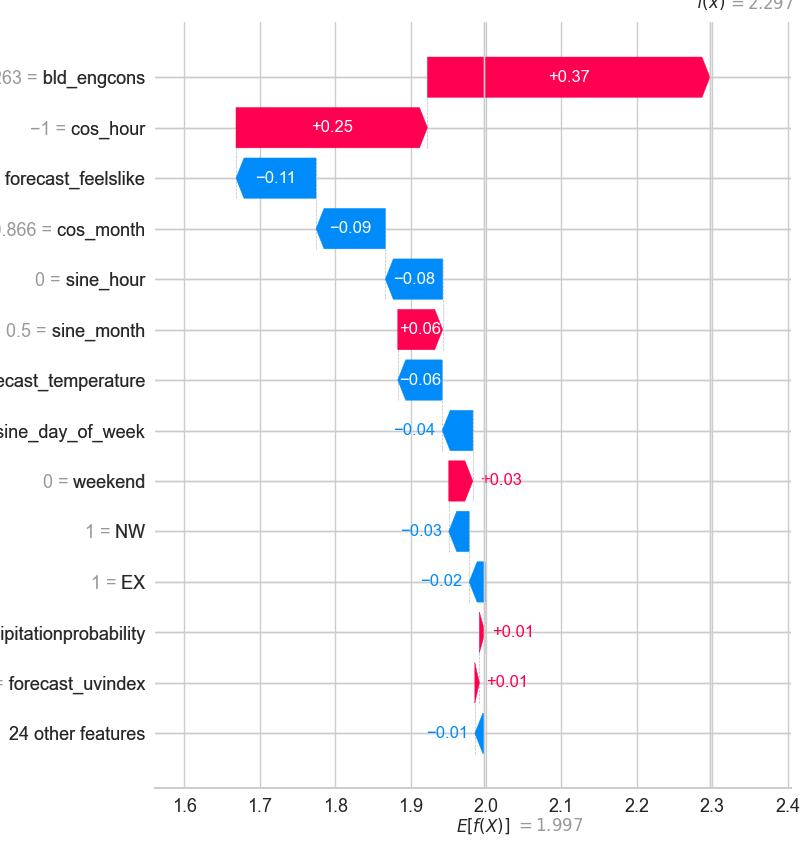 f(x) = 2.297
263 = bld_engcons
+0.37
−1 = cos_hour
+0.25
forecast_feelslike
−0.11
0.866 = cos_month
−0.09
0 = sine_hour
−0.08
0.5 = sine_month
+0.06
ecast_temperature
−0.06
sine_day_of_week
−0.04
0 = weekend
+0.03
1 = NW
−0.03
1 = EX
−0.02
ipitationprobability
+0.01
= forecast_uvindex
+0.01
24 other features
−0.01
1.6 1.7 1.8 1.9 2.0 2.1 2.2 2.3 2.4
E[f(X)] = 1.997